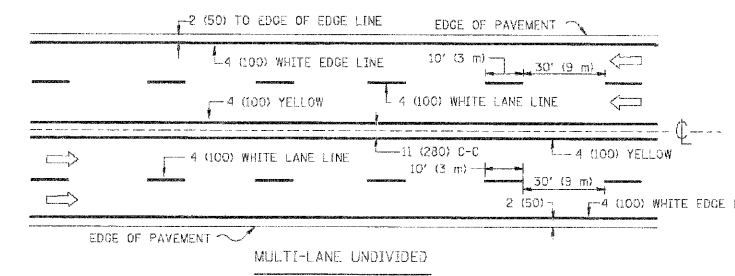 2 (50) TO EDGE OF EDGE LINE
EDGE OF PAVEMENT
4 (100) WHITE EDGE LINE
10' (3 m)
30' (9 m)
4 (100) YELLOW
4 (100) WHITE LANE LINE
℄
4 (100) WHITE LANE LINE
11 (280) C-C
4 (100) YELLOW
10' (3 m)
30' (9 m)
2 (50)
4 (100) WHITE EDGE
EDGE OF PAVEMENT
MULTI-LANE UNDIVIDED